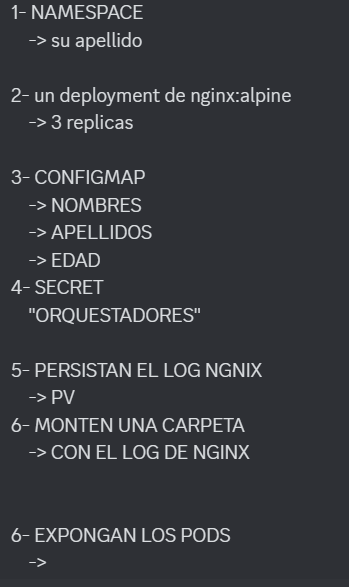 1- NAMESPACE
-> su apellido
2- un deployment de nginx:alpine
-> 3 replicas
3- CONFIGMAP
-> NOMBRES
-> APELLIDOS
-> EDAD
4- SECRET
"ORQUESTADORES"
5- PERSISTAN EL LOG NGNIX
-> PV
6- MONTEN UNA CARPETA
-> CON EL LOG DE NGINX
6- EXPONGAN LOS PODS
->